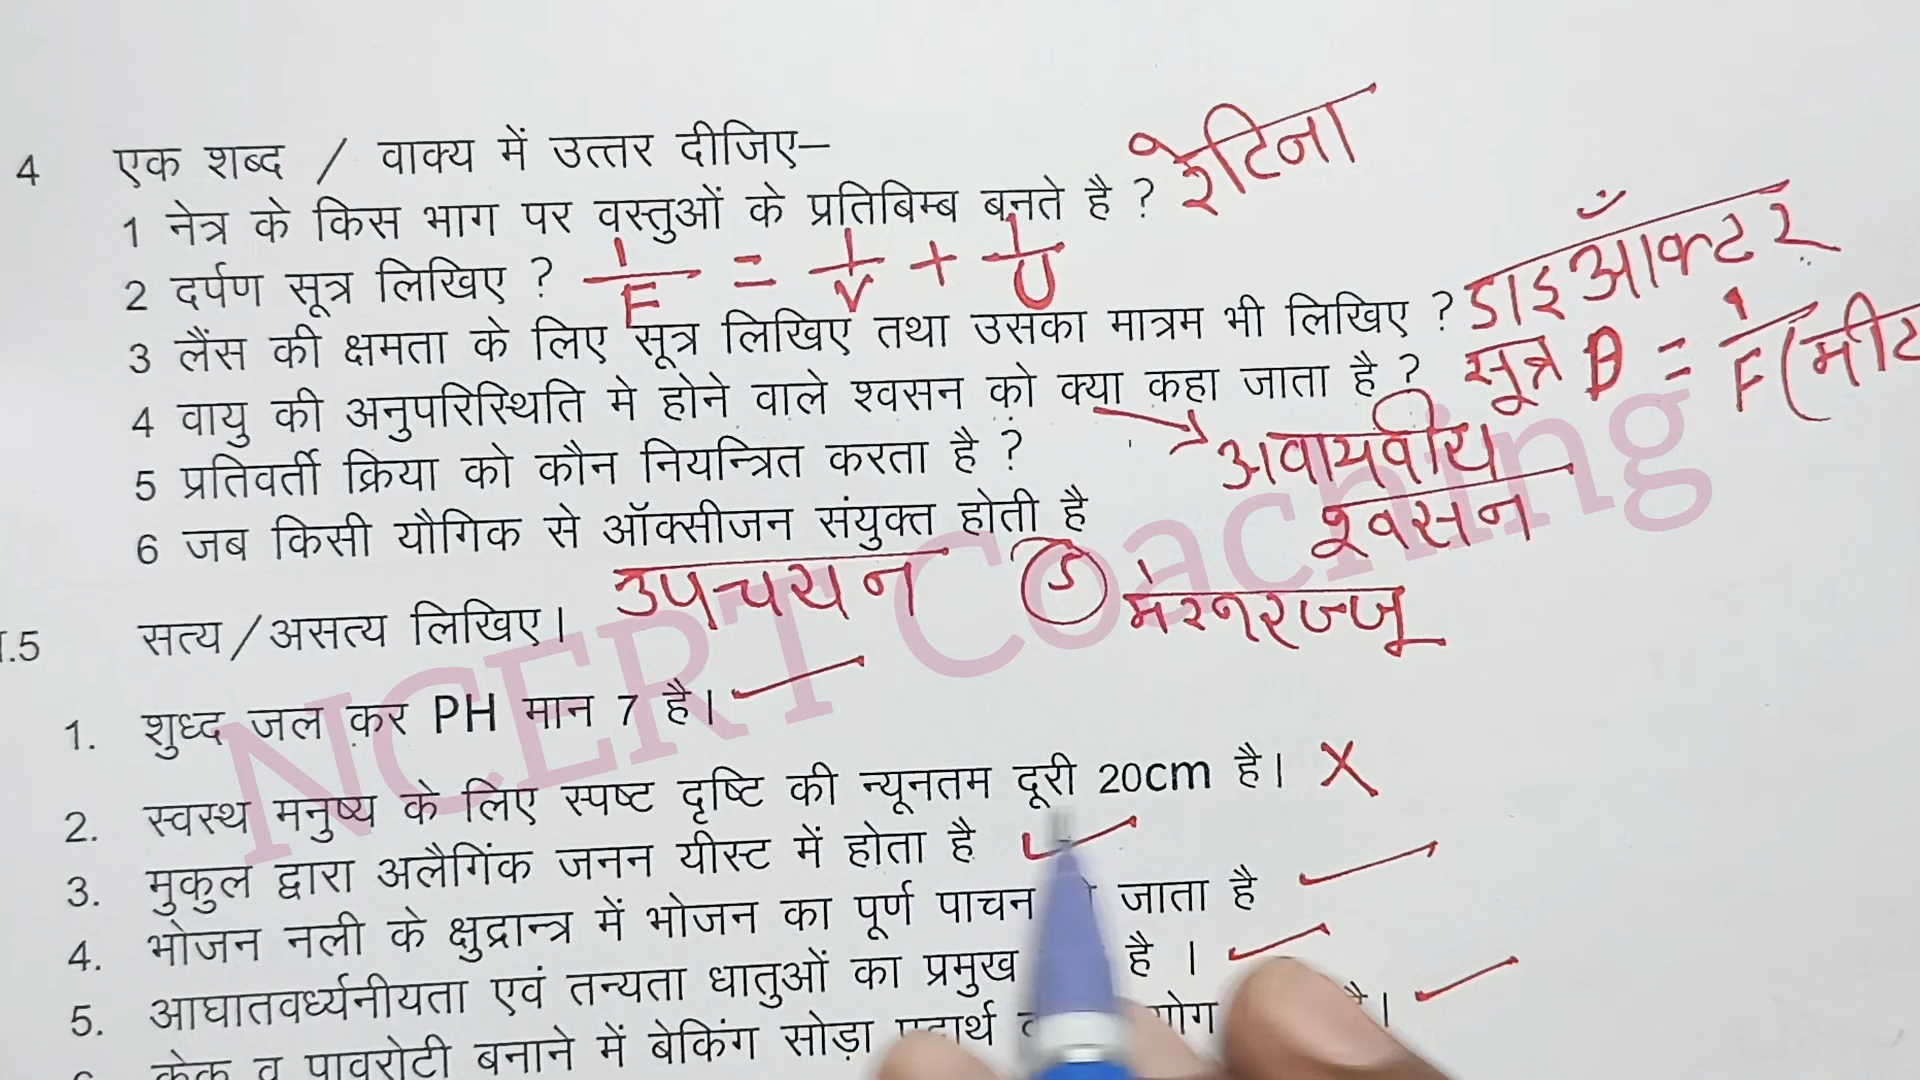 4 एक शब्द / वाक्य में उत्तर दीजिए–
1 नेत्र के किस भाग पर वस्तुओं के प्रतिबिम्ब बनते है ? रेटिना
2 दर्पण सूत्र लिखिए ? 1/F = 1/V + 1/U
3 लैंस की क्षमता के लिए सूत्र लिखिए तथा उसका मात्रम भी लिखिए ? डाइऑक्टर
सूत्र D = 1/F (मीट
4 वायु की अनुपरिस्थिति मे होने वाले श्वसन को क्या कहा जाता है ?
→ अवायवीय
श्वसन
5 प्रतिवर्ती क्रिया को कौन नियन्त्रित करता है ?
6 जब किसी यौगिक से ऑक्सीजन संयुक्त होती है
उपचयन
5 मेरूरज्जू
.5 सत्य/असत्य लिखिए।
1. शुध्द जल कर PH मान 7 है।
2. स्वस्थ मनुष्य के लिए स्पष्ट दृष्टि की न्यूनतम दूरी 20cm है। X
3. मुकुल द्वारा अलैगिंक जनन यीस्ट में होता है
4. भोजन नली के क्षुद्रान्त्र में भोजन का पूर्ण पाचन जाता है
5. आघातवर्ध्यनीयता एवं तन्यता धातुओं का प्रमुख है ।
केक व पावरोटी बनाने में बेकिंग सोड़ा है।
NCERT Coaching